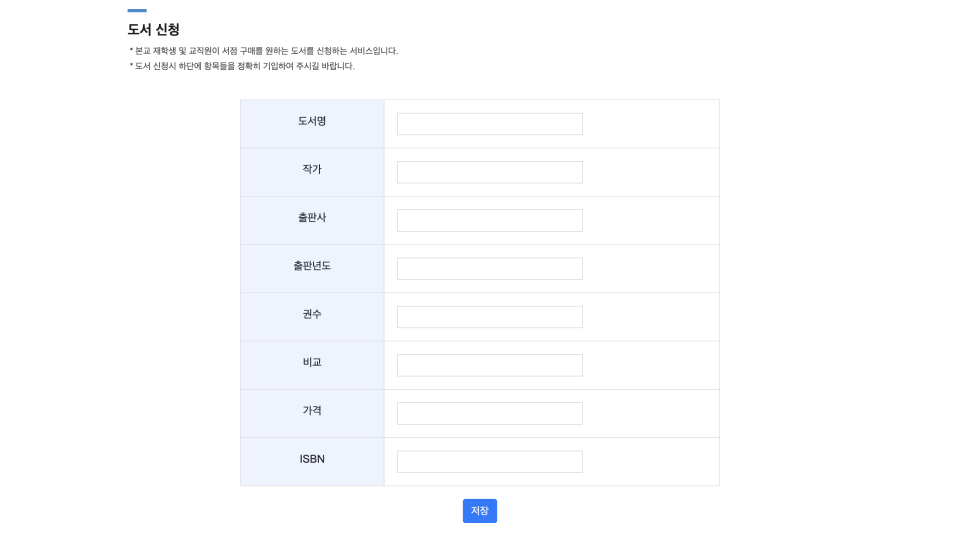 도서 신청
* 본교 재학생 및 교직원이 서점 구매를 원하는 도서를 신청하는 서비스입니다.
* 도서 신청시 하단에 항목들을 정확히 기입하여 주시길 바랍니다.
도서명
작가
출판사
출판년도
권수
비교
가격
ISBN
저장